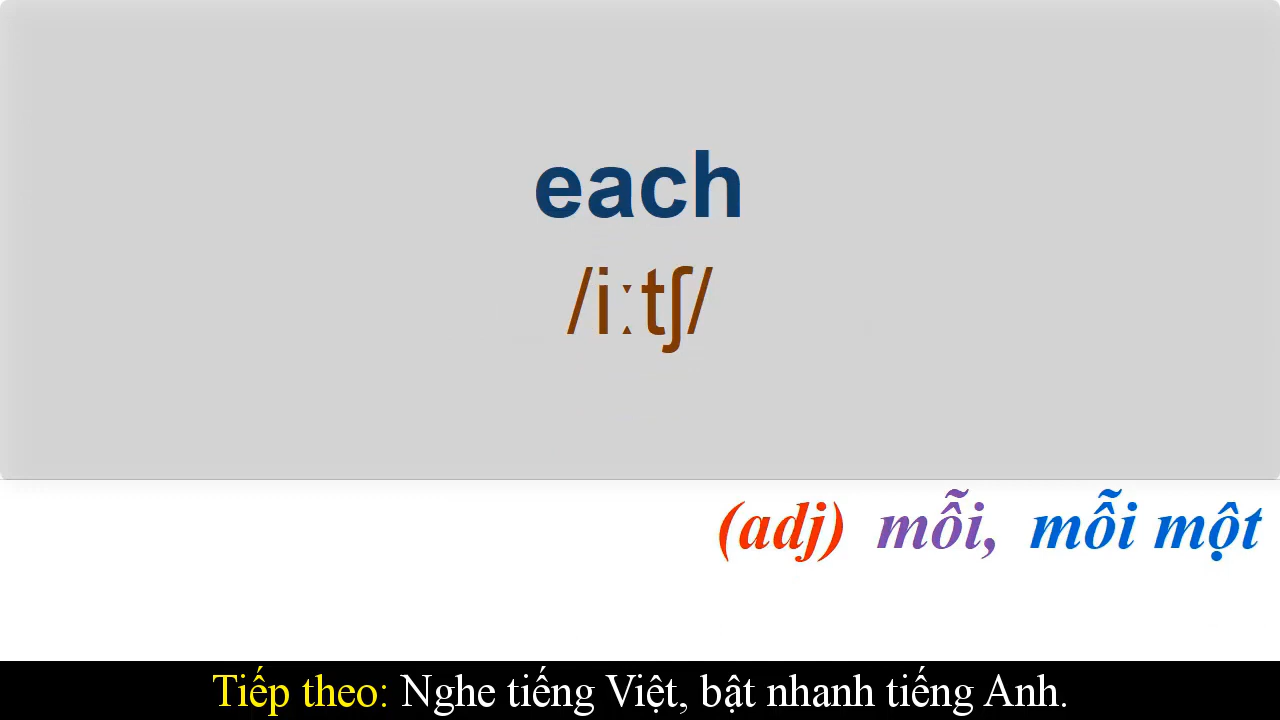 each
/iːtʃ/
(adj) mỗi, mỗi một
Tiếp theo: Nghe tiếng Việt, bật nhanh tiếng Anh.